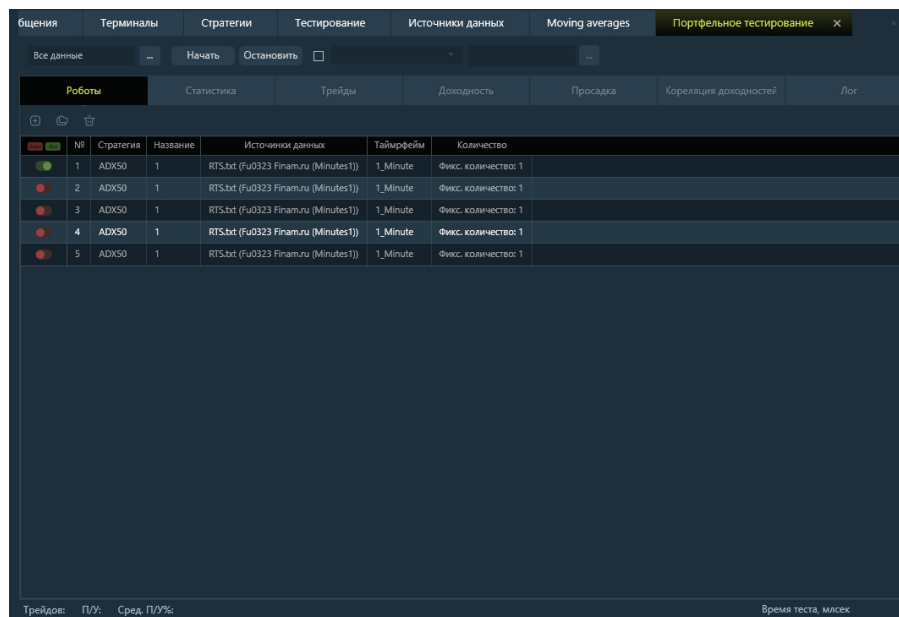 бщения Терминалы Стратегии Тестирование Источники данных Moving averages Портфельное тестирование ×
Все данные ... Начать Остановить ...
Роботы Статистика Трейды Доходность Просадка Кореляция доходностей Лог
№ Стратегия Название Источники данных Таймрфейм Количество
1 ADX50 1 RTS.txt (Fu0323 Finam.ru (Minutes1)) 1_Minute Фикс. количество: 1
2 ADX50 1 RTS.txt (Fu0323 Finam.ru (Minutes1)) 1_Minute Фикс. количество: 1
3 ADX50 1 RTS.txt (Fu0323 Finam.ru (Minutes1)) 1_Minute Фикс. количество: 1
4 ADX50 1 RTS.txt (Fu0323 Finam.ru (Minutes1)) 1_Minute Фикс. количество: 1
5 ADX50 1 RTS.txt (Fu0323 Finam.ru (Minutes1)) 1_Minute Фикс. количество: 1
Трейдов: П/У: Сред. П/У%: Время теста, млсек